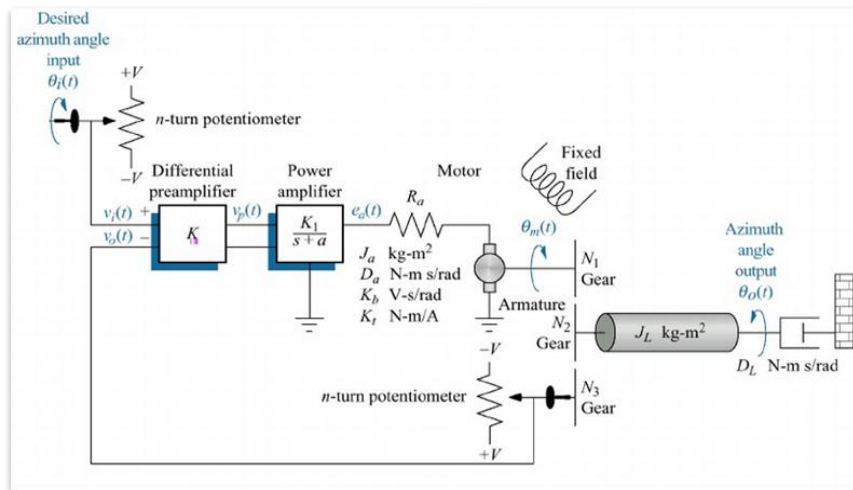 Desired
azimuth angle
input
θi(t)
+V
n-turn potentiometer
−V
Differential
preamplifier
Power
amplifier
Motor
Fixed
field
vi(t) +
vo(t) −
K
vp(t)
K1
s + a
ea(t)
Ra
θm(t)
Ja kg-m²
Da N-m s/rad
Kb V-s/rad
Kt N-m/A
Armature
N1
Gear
N2
Gear
JL kg-m²
Azimuth
angle
output
θo(t)
DL N-m s/rad
−V
n-turn potentiometer
+V
N3
Gear